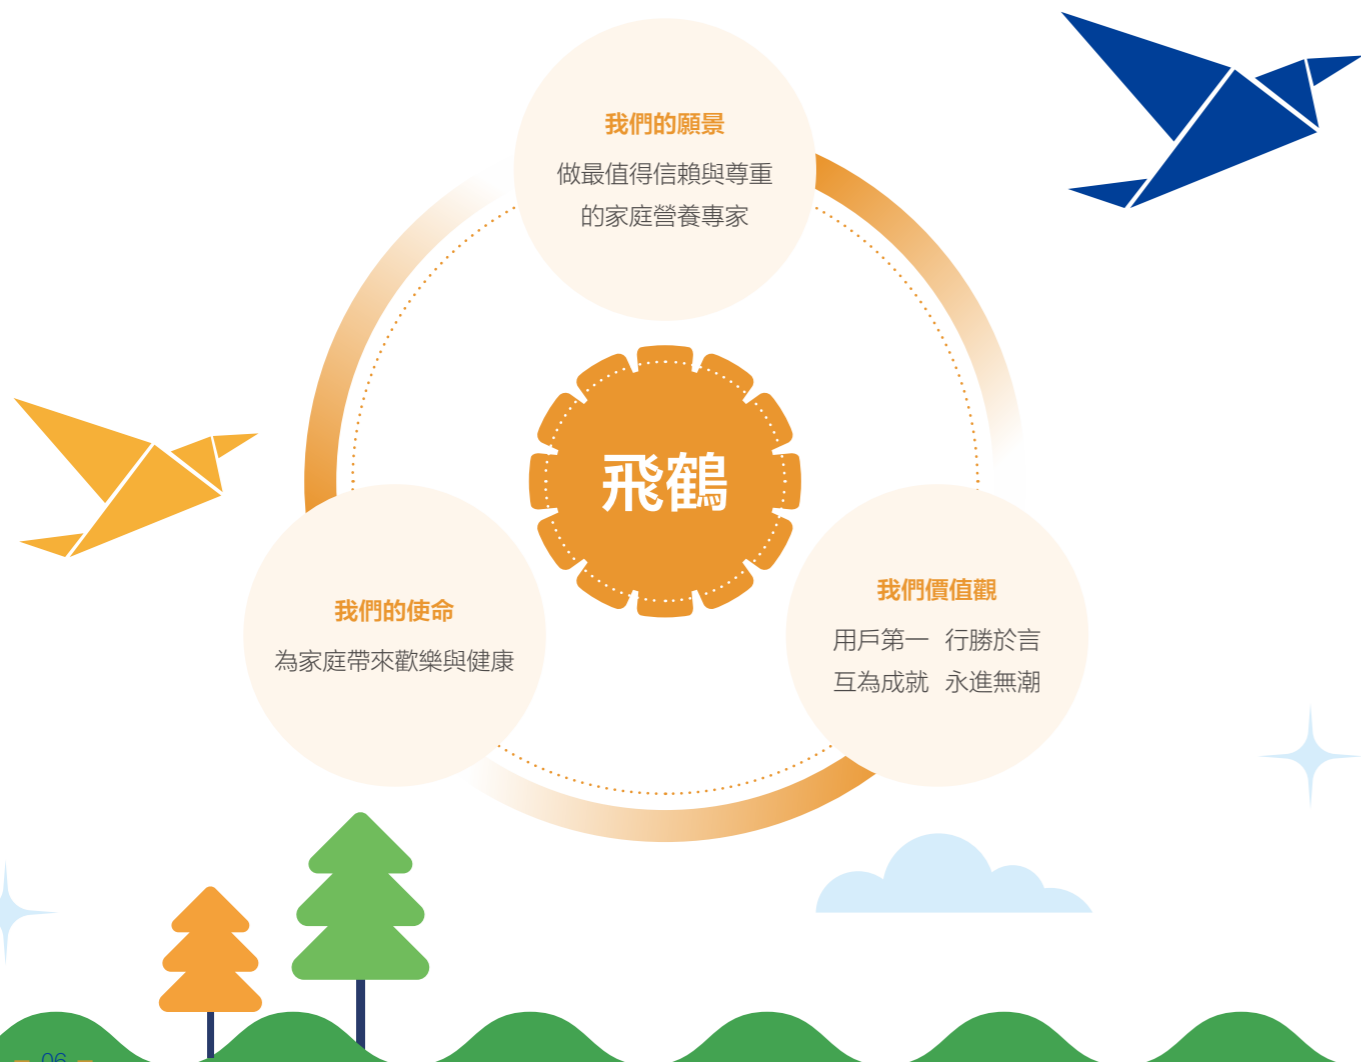 我們的願景
做最值得信賴與尊重
的家庭營養專家
飛鶴
我們的使命
為家庭帶來歡樂與健康
我們價值觀
用戶第一 行勝於言
互為成就 永進無潮
06